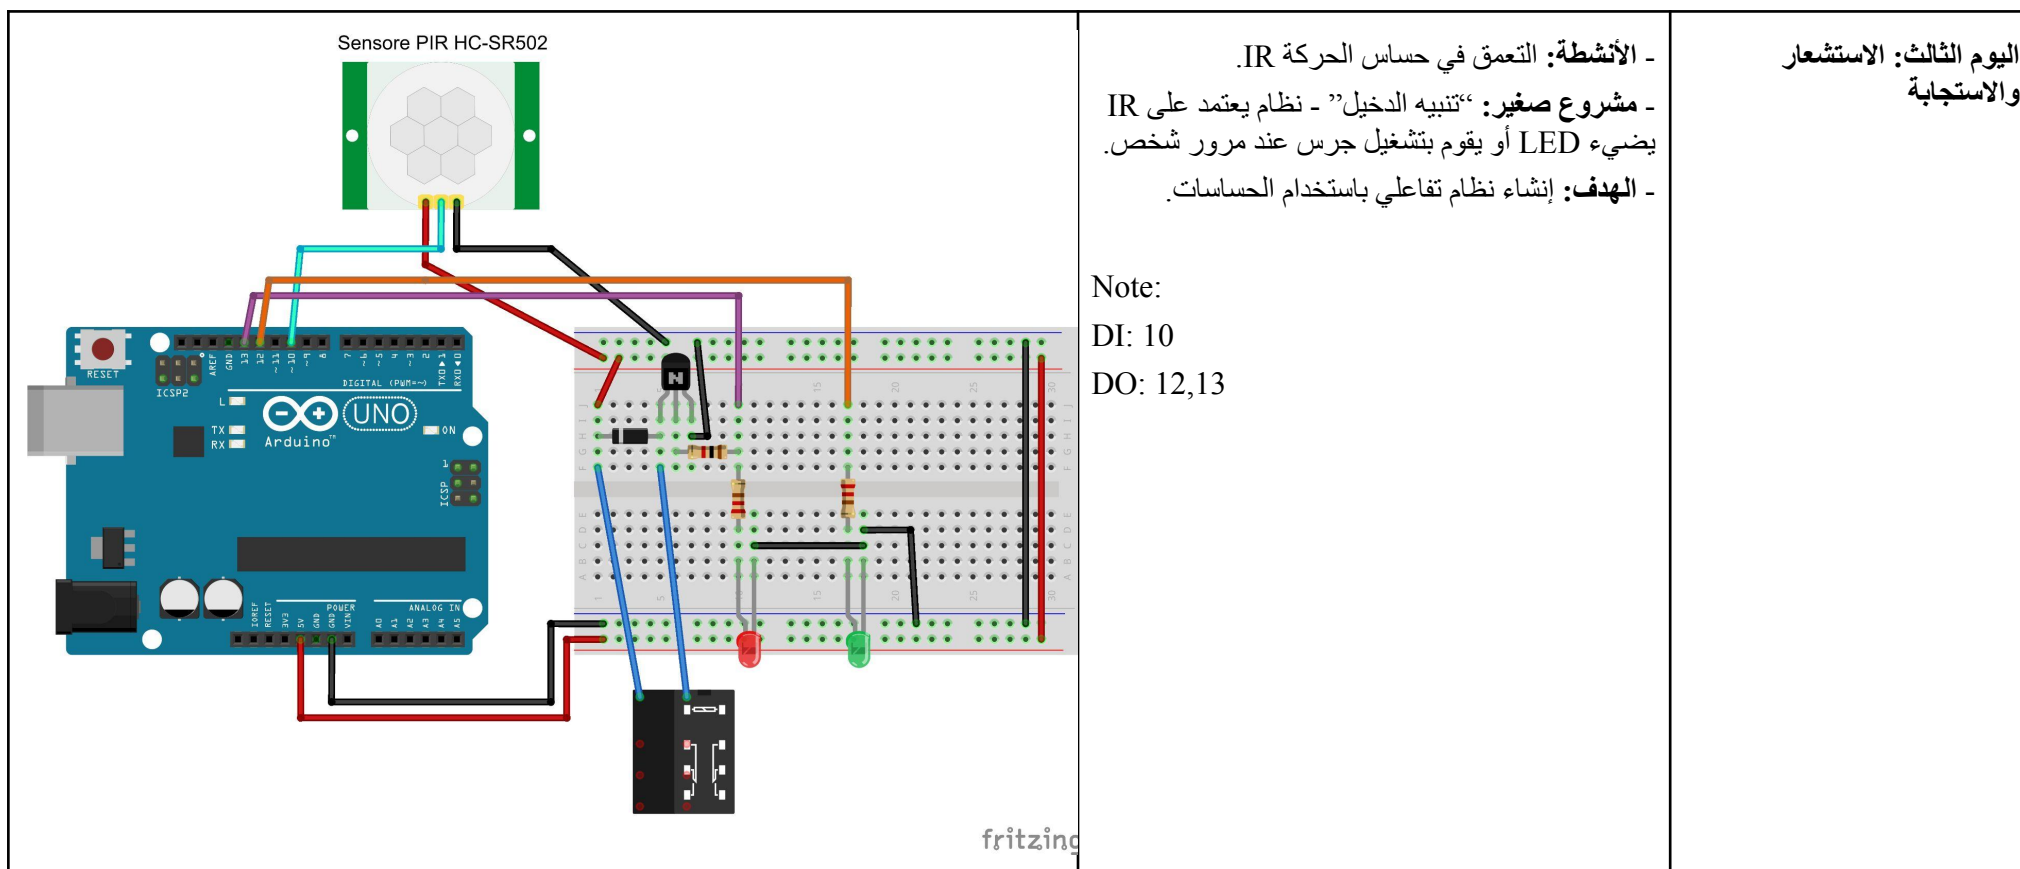 اليوم الثالث: الاستشعار
والاستجابة
- الأنشطة: التعمق في حساس الحركة IR.
- مشروع صغير: “تنبيه الدخيل” - نظام يعتمد على IR
يضيء LED أو يقوم بتشغيل جرس عند مرور شخص.
- الهدف: إنشاء نظام تفاعلي باستخدام الحساسات.
Note:
DI: 10
DO: 12,13
Sensore PIR HC-SR502
RESET
ICSP2
AREF
GND
13
12
~11
~10
~9
8
7
~6
~5
4
~3
2
TX0▶1
RX0◀0
DIGITAL (PWM=~)
L
TX
RX
UNO
Arduino™
ON
1
ICSP
IOREF
RESET
3V3
5V
GND
GND
VIN
POWER
ANALOG IN
A0
A1
A2
A3
A4
A5
fritzing